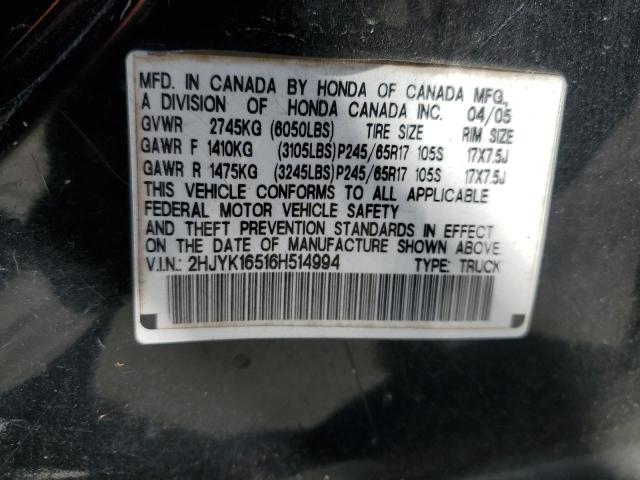 MFD. IN CANADA BY HONDA OF CANADA MFG.,
A DIVISION OF HONDA CANADA INC. 04/05
GVWR 2745KG (6050LBS) TIRE SIZE RIM SIZE
GAWR F 1410KG (3105LBS)P245/65R17 105S 17X7.5J
GAWR R 1475KG (3245LBS)P245/65R17 105S 17X7.5J
THIS VEHICLE CONFORMS TO ALL APPLICABLE
FEDERAL MOTOR VEHICLE SAFETY
AND THEFT PREVENTION STANDARDS IN EFFECT
ON THE DATE OF MANUFACTURE SHOWN ABOVE.
V.I.N.: 2HJYK16516H514994 TYPE: TRUCK